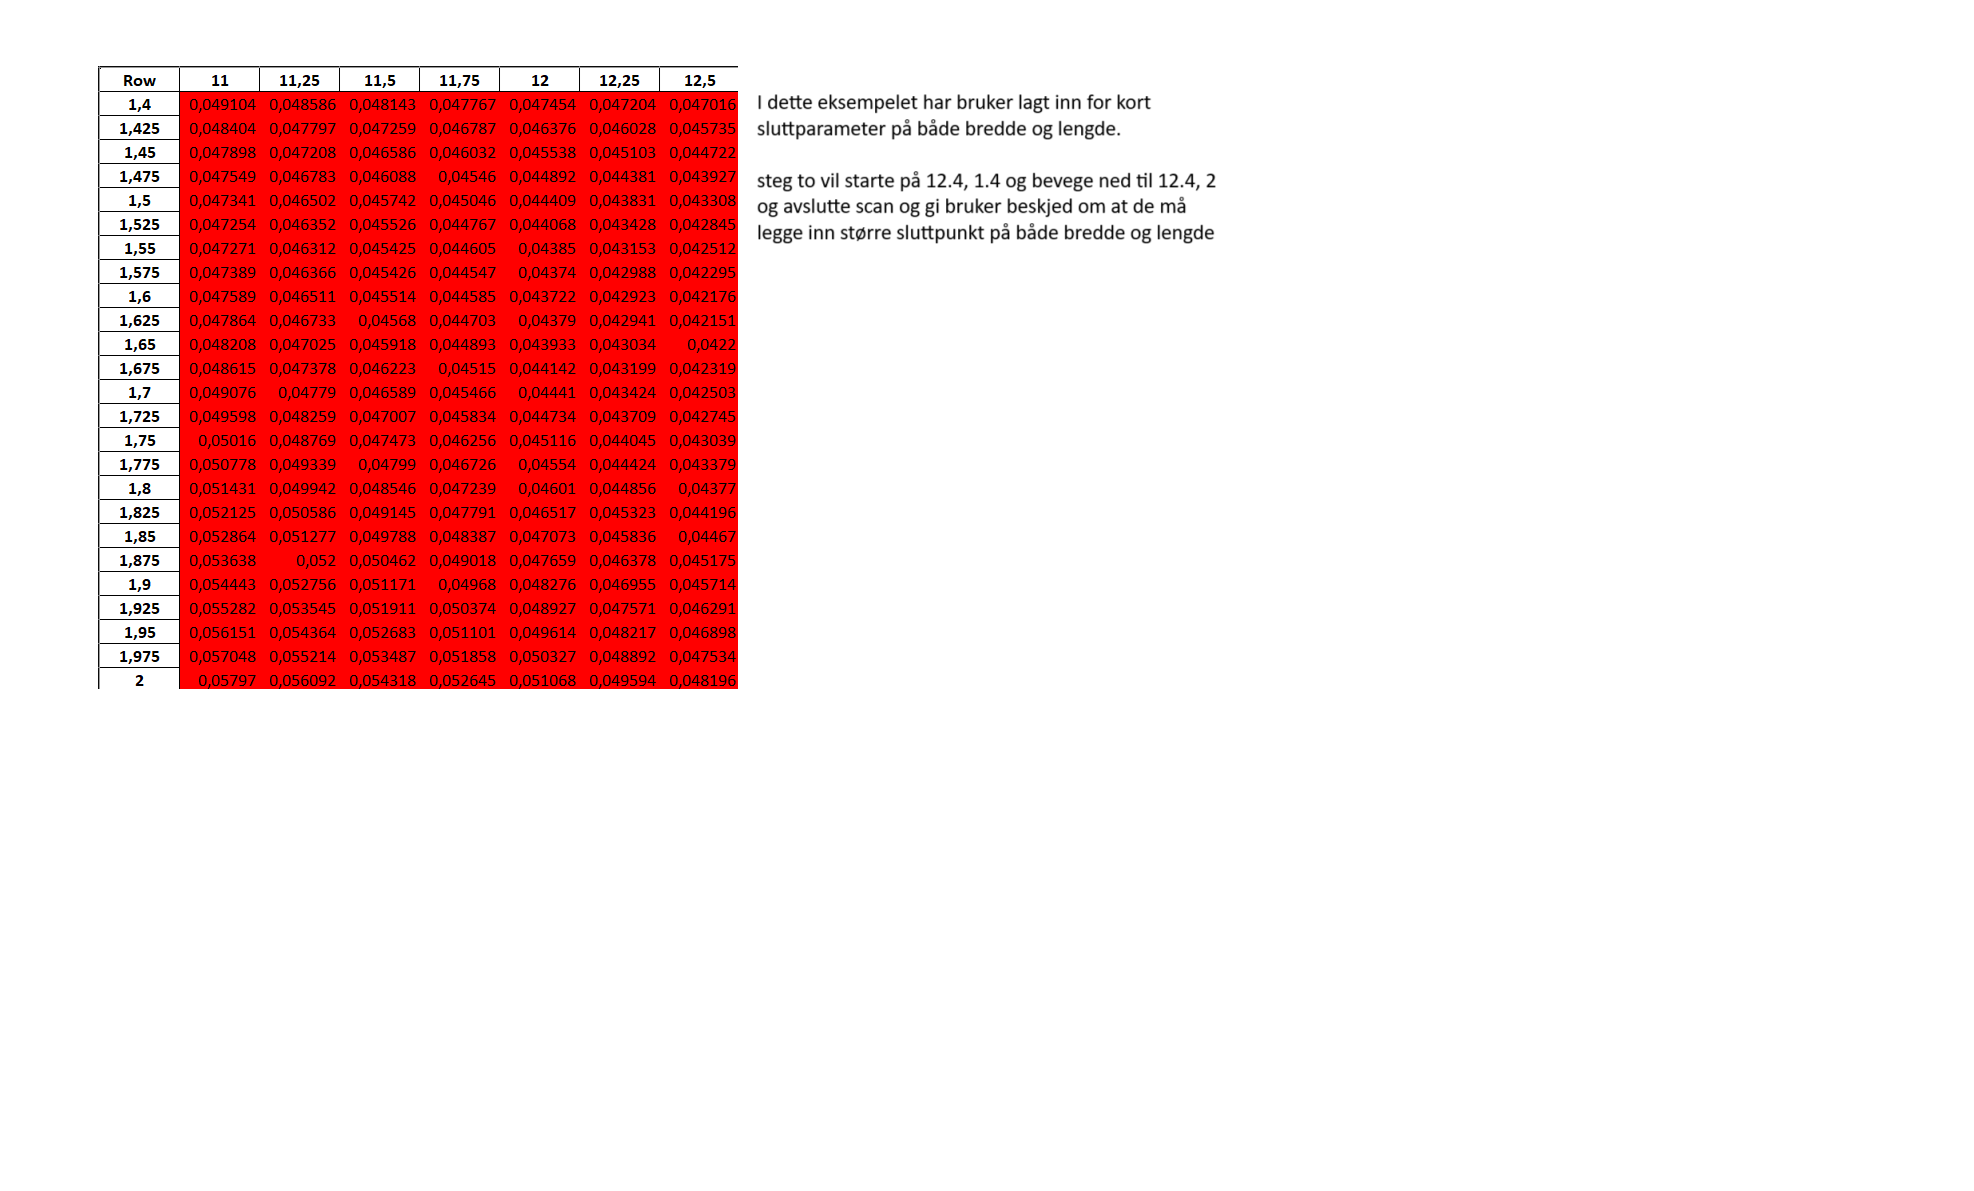 Row 11 11,25 11,5 11,75 12 12,25 12,5
1,4 0,049104 0,048586 0,048143 0,047767 0,047454 0,047204 0,047016
1,425 0,048404 0,047797 0,047259 0,046787 0,046376 0,046028 0,045735
1,45 0,047898 0,047208 0,046586 0,046032 0,045538 0,045103 0,044722
1,475 0,047549 0,046783 0,046088 0,04546 0,044892 0,044381 0,043927
1,5 0,047341 0,046502 0,045742 0,045046 0,044409 0,043831 0,043308
1,525 0,047254 0,046352 0,045526 0,044767 0,044068 0,043428 0,042845
1,55 0,047271 0,046312 0,045425 0,044605 0,04385 0,043153 0,042512
1,575 0,047389 0,046366 0,045426 0,044547 0,04374 0,042988 0,042295
1,6 0,047589 0,046511 0,045514 0,044585 0,043722 0,042923 0,042176
1,625 0,047864 0,046733 0,04568 0,044703 0,04379 0,042941 0,042151
1,65 0,048208 0,047025 0,045918 0,044893 0,043933 0,043034 0,0422
1,675 0,048615 0,047378 0,046223 0,04515 0,044142 0,043199 0,042319
1,7 0,049076 0,04779 0,046589 0,045466 0,04441 0,043424 0,042503
1,725 0,049598 0,048259 0,047007 0,045834 0,044734 0,043709 0,042745
1,75 0,05016 0,048769 0,047473 0,046256 0,045116 0,044045 0,043039
1,775 0,050778 0,049339 0,04799 0,046726 0,04554 0,044424 0,043379
1,8 0,051431 0,049942 0,048546 0,047239 0,04601 0,044856 0,04377
1,825 0,052125 0,050586 0,049145 0,047791 0,046517 0,045323 0,044196
1,85 0,052864 0,051277 0,049788 0,048387 0,047073 0,045836 0,04467
1,875 0,053638 0,052 0,050462 0,049018 0,047659 0,046378 0,045175
1,9 0,054443 0,052756 0,051171 0,04968 0,048276 0,046955 0,045714
1,925 0,055282 0,053545 0,051911 0,050374 0,048927 0,047571 0,046291
1,95 0,056151 0,054364 0,052683 0,051101 0,049614 0,048217 0,046898
1,975 0,057048 0,055214 0,053487 0,051858 0,050327 0,048892 0,047534
2 0,05797 0,056092 0,054318 0,052645 0,051068 0,049594 0,048196
I dette eksempelet har bruker lagt inn for kort
sluttparameter på både bredde og lengde.
steg to vil starte på 12.4, 1.4 og bevege ned til 12.4, 2
og avslutte scan og gi bruker beskjed om at de må
legge inn større sluttpunkt på både bredde og lengde